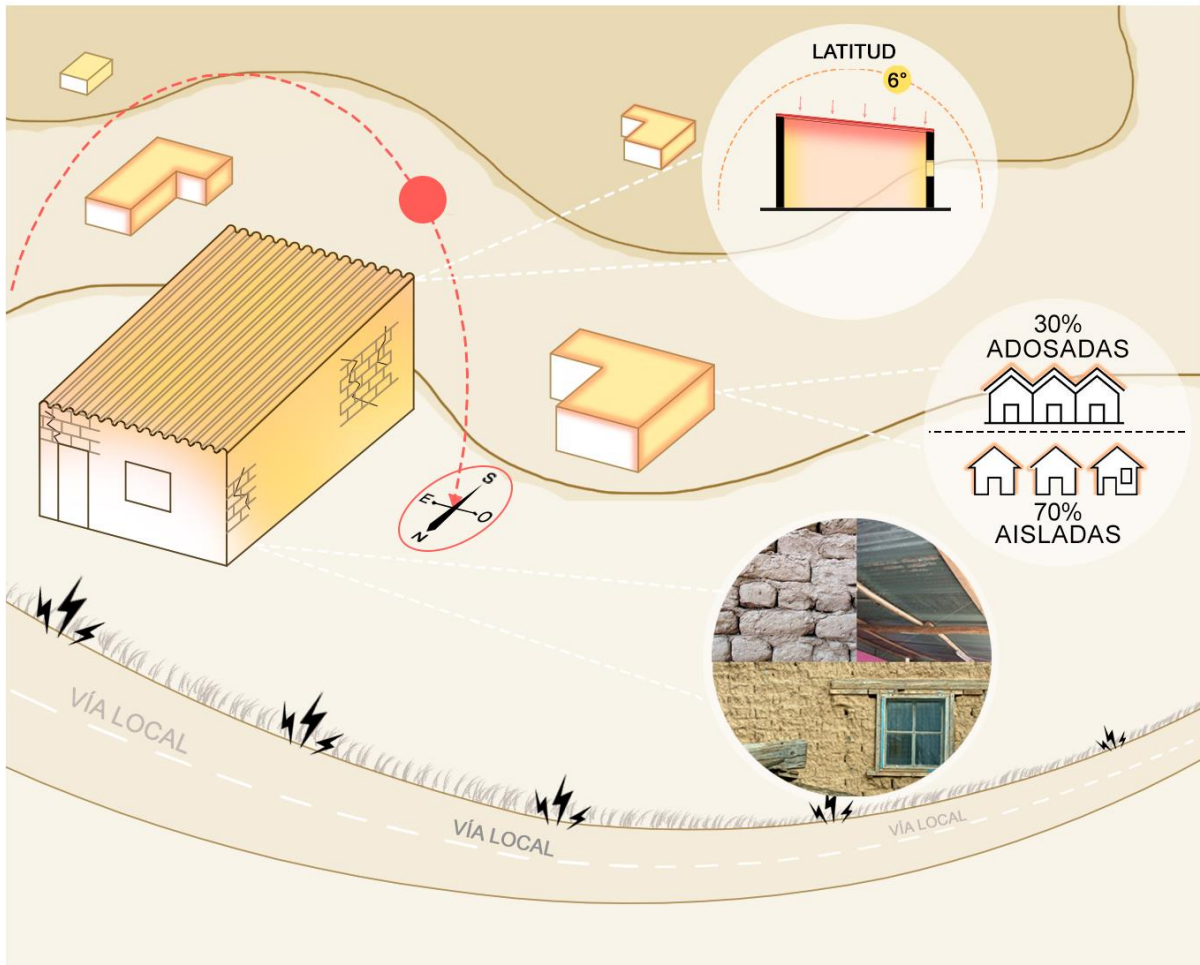 LATITUD
6°
30%
ADOSADAS
70%
AISLADAS
S
E
O
N
VÍA LOCAL
VÍA LOCAL
VÍA LOCAL